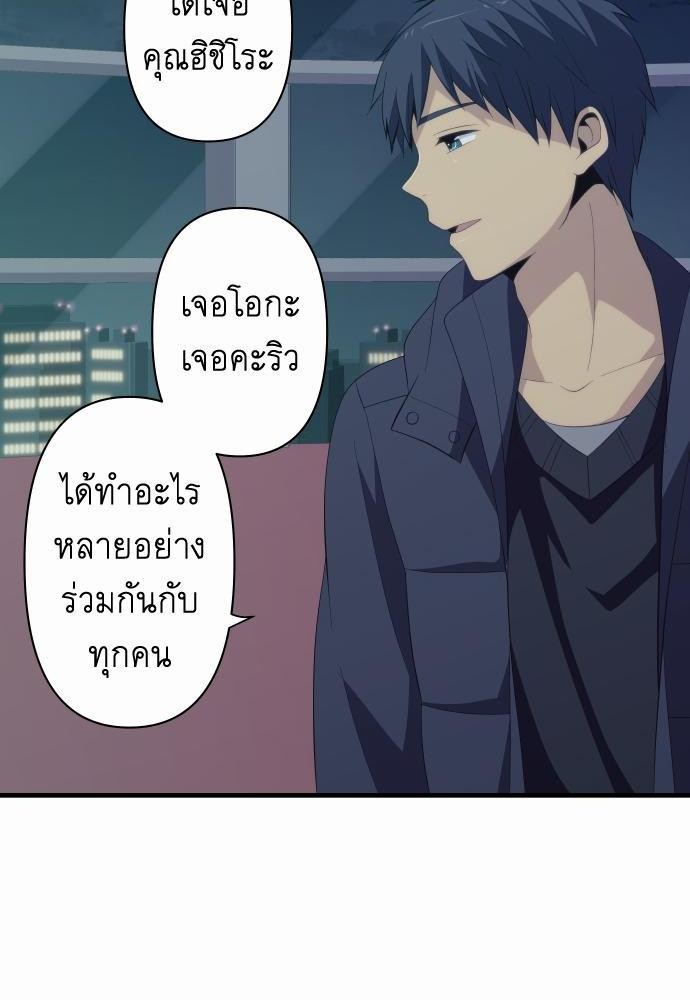 ได้เจอ
คุณฮิชิโระ
เจอโอกะ
เจอคะริว
ได้ทำอะไร
หลายอย่าง
ร่วมกันกับ
ทุกคน